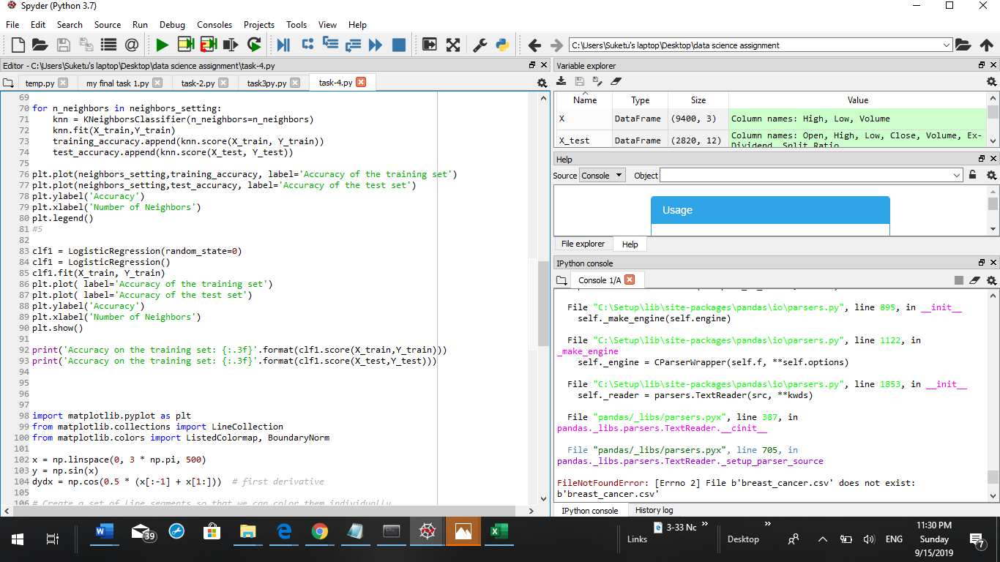 Spyder (Python 3.7)
File Edit Search Source Run Debug Consoles Projects Tools View Help
C:\Users\Suketu's laptop\Desktop\data science assignment
Editor - C:\Users\Suketu's laptop\Desktop\data science assignment\task-4.py
temp.py my final task 1.py task-2.py task3py.py task-4.py
69
70 for n_neighbors in neighbors_setting:
71 knn = KNeighborsClassifier(n_neighbors=n_neighbors)
72 knn.fit(X_train,Y_train)
73 training_accuracy.append(knn.score(X_train, Y_train))
74 test_accuracy.append(knn.score(X_test, Y_test))
75
76 plt.plot(neighbors_setting,training_accuracy, label='Accuracy of the training set')
77 plt.plot(neighbors_setting,test_accuracy, label='Accuracy of the test set')
78 plt.ylabel('Accuracy')
79 plt.xlabel('Number of Neighbors')
80 plt.legend()
81 #5
82
83 clf1 = LogisticRegression(random_state=0)
84 clf1 = LogisticRegression()
85 clf1.fit(X_train, Y_train)
86 plt.plot( label='Accuracy of the training set')
87 plt.plot( label='Accuracy of the test set')
88 plt.ylabel('Accuracy')
89 plt.xlabel('Number of Neighbors')
90 plt.show()
91
92 print('Accuracy on the training set: {:.3f}'.format(clf1.score(X_train,Y_train)))
93 print('Accuracy on the training set: {:.3f}'.format(clf1.score(X_test,Y_test)))
94
95
96
97
98 import matplotlib.pyplot as plt
99 from matplotlib.collections import LineCollection
100 from matplotlib.colors import ListedColormap, BoundaryNorm
101
102 x = np.linspace(0, 3 * np.pi, 500)
103 y = np.sin(x)
104 dydx = np.cos(0.5 * (x[:-1] + x[1:])) # first derivative
105
106 # Create a set of line segments so that we can color them individually
Variable explorer
Name Type Size Value
X DataFrame (9400, 3) Column names: High, Low, Volume
X_test DataFrame (2820, 12) Column names: Open, High, Low, Close, Volume, Ex-
Dividend, Split Ratio
Help
Source Console Object
Usage
File explorer Help
IPython console
Console 1/A
File "C:\Setup\lib\site-packages\pandas\io\parsers.py", line 895, in __init__
self._make_engine(self.engine)
File "C:\Setup\lib\site-packages\pandas\io\parsers.py", line 1122, in
_make_engine
self._engine = CParserWrapper(self.f, **self.options)
File "C:\Setup\lib\site-packages\pandas\io\parsers.py", line 1853, in __init__
self._reader = parsers.TextReader(src, **kwds)
File "pandas/_libs/parsers.pyx", line 387, in
pandas._libs.parsers.TextReader.__cinit__
File "pandas/_libs/parsers.pyx", line 705, in
pandas._libs.parsers.TextReader._setup_parser_source
FileNotFoundError: [Errno 2] File b'breast_cancer.csv' does not exist:
b'breast_cancer.csv'
IPython console History log
39
Links
3-33 Nc »
Desktop »
ENG
11:30 PM
Sunday
9/15/2019
7